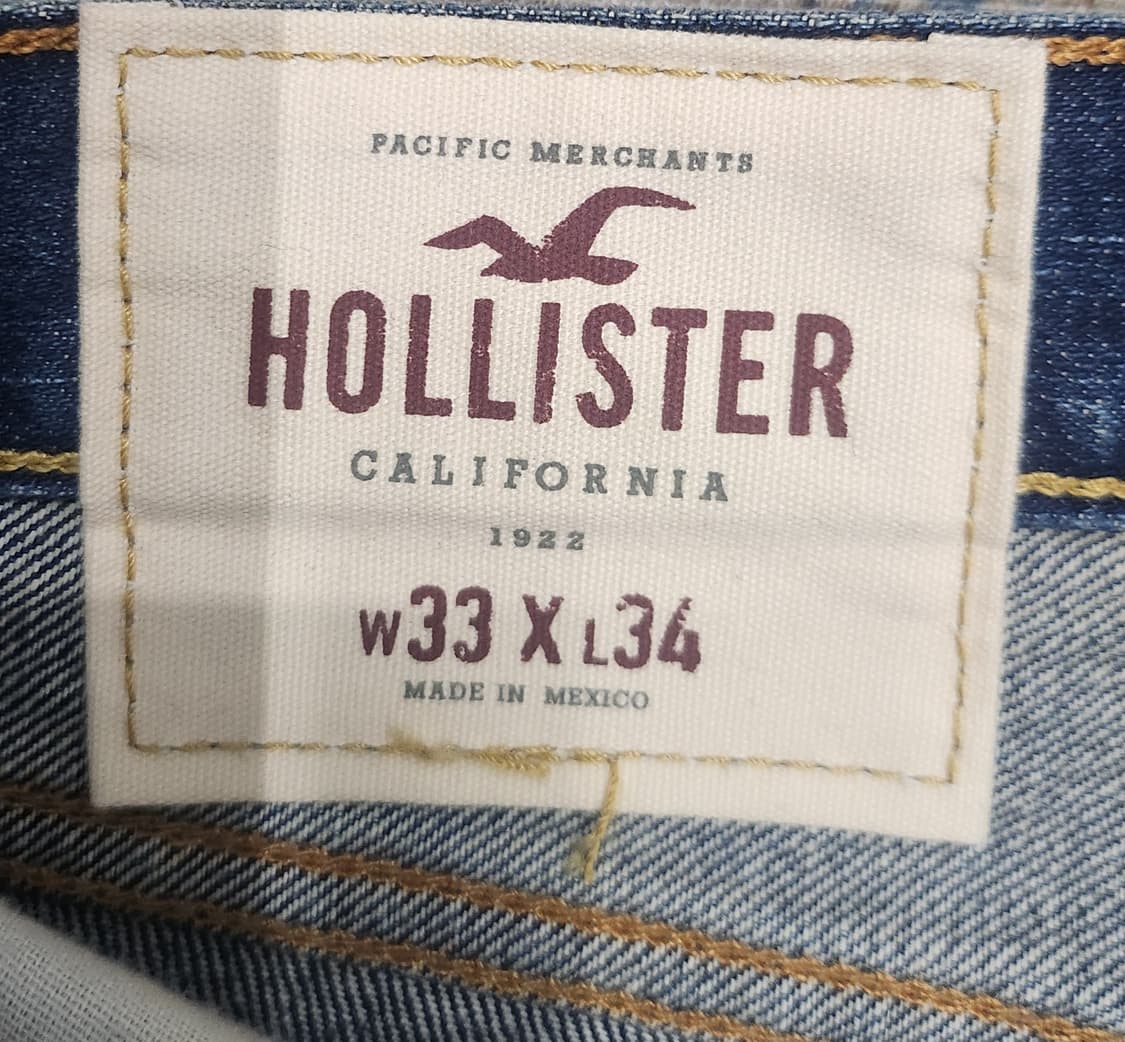 PACIFIC MERCHANTS
HOLLISTER
CALIFORNIA
1922
W33 X L34
MADE IN MEXICO